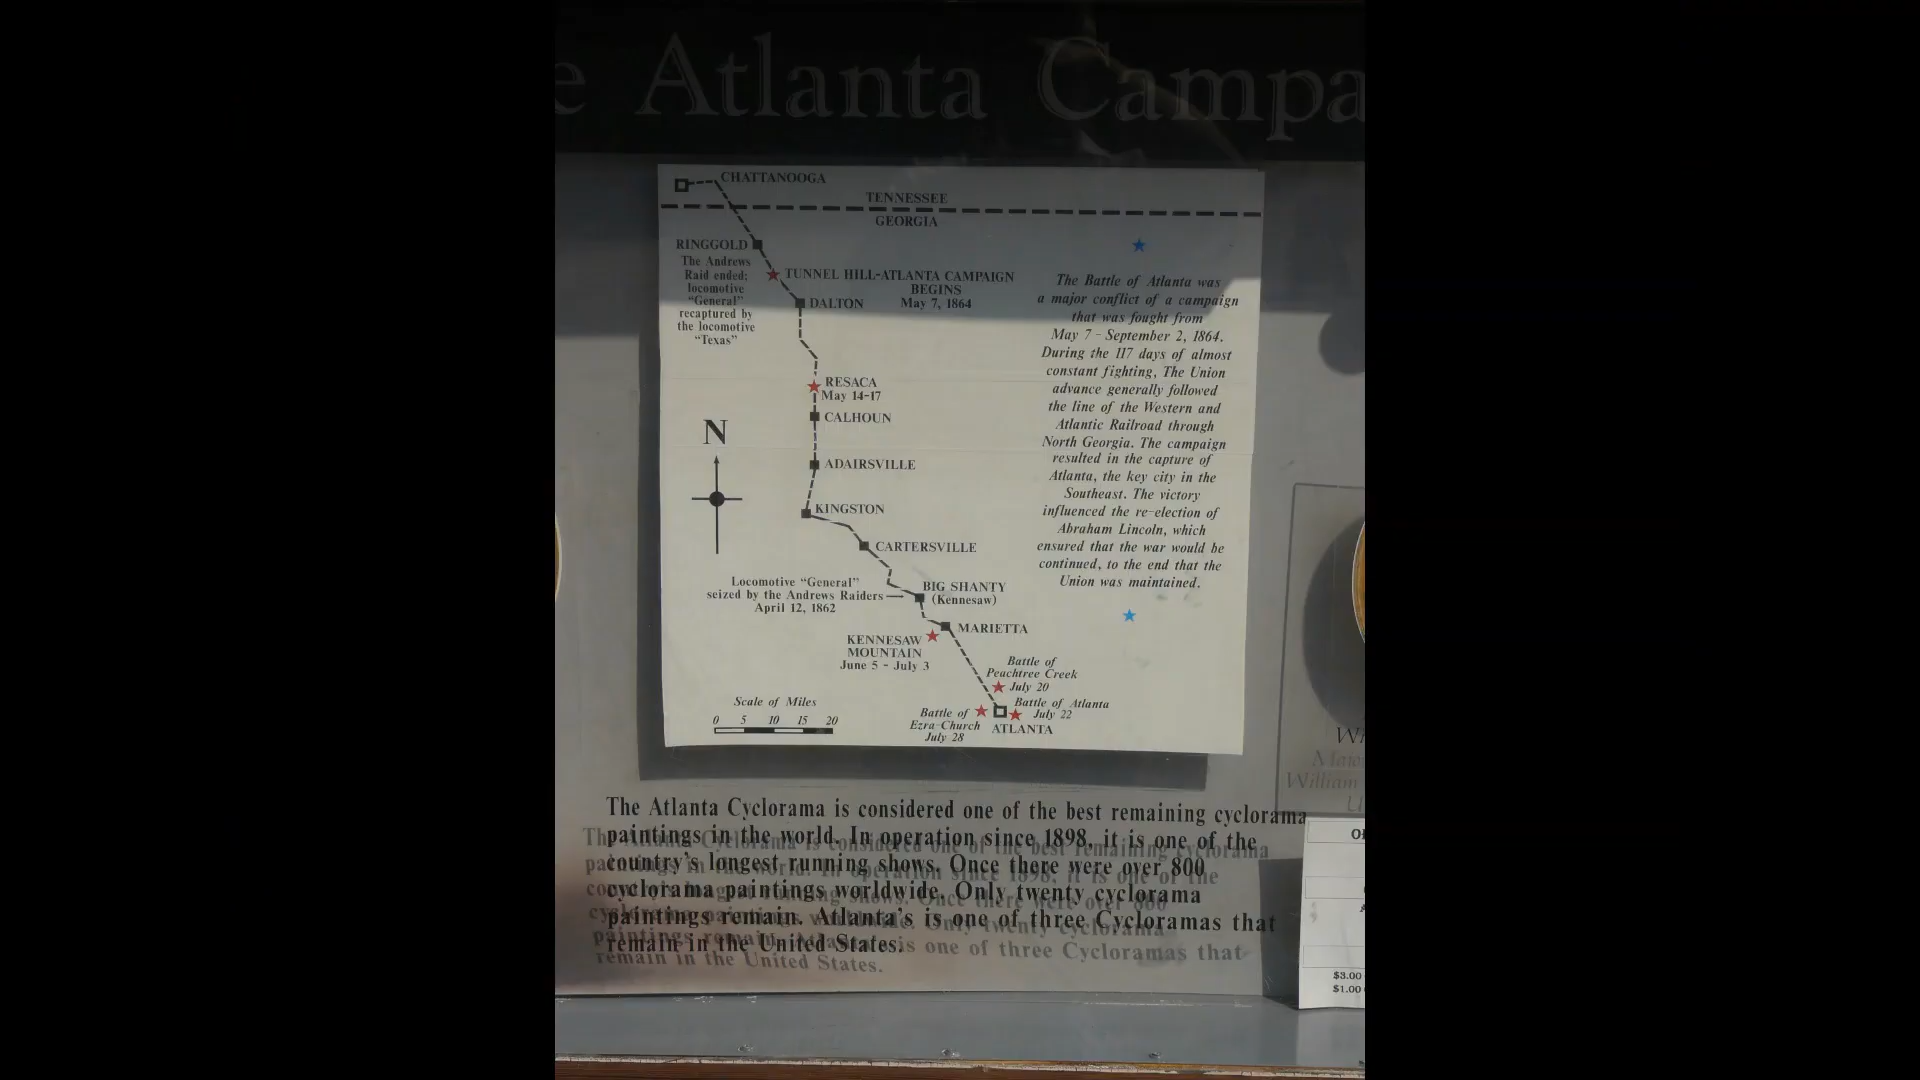 e Atlanta Campa
CHATTANOOGA
TENNESSEE
GEORGIA
RINGGOLD
The Andrews
Raid ended;
locomotive
“General”
recaptured by
the locomotive
“Texas”
TUNNEL HILL-ATLANTA CAMPAIGN
BEGINS
May 7, 1864
DALTON
RESACA
May 14-17
CALHOUN
N
ADAIRSVILLE
KINGSTON
CARTERSVILLE
Locomotive “General”
seized by the Andrews Raiders
April 12, 1862
BIG SHANTY
(Kennesaw)
MARIETTA
KENNESAW
MOUNTAIN
June 5 - July 3
Battle of
Peachtree Creek
July 20
Battle of Atlanta
July 22
Battle of
Ezra-Church
July 28
ATLANTA
Scale of Miles
0 5 10 15 20
The Battle of Atlanta was
a major conflict of a campaign
that was fought from
May 7 - September 2, 1864.
During the 117 days of almost
constant fighting, The Union
advance generally followed
the line of the Western and
Atlantic Railroad through
North Georgia. The campaign
resulted in the capture of
Atlanta, the key city in the
Southeast. The victory
influenced the re-election of
Abraham Lincoln, which
ensured that the war would be
continued, to the end that the
Union was maintained.
The Atlanta Cyclorama is considered one of the best remaining cyclorama
paintings in the world. In operation since 1898, it is one of the
country's longest running shows. Once there were over 800
cyclorama paintings worldwide. Only twenty cyclorama
paintings remain. Atlanta's is one of three Cycloramas that
remain in the United States.
William
$3.00
$1.00